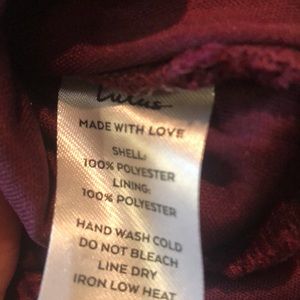 Lulus
MADE WITH LOVE
SHELL:
100% POLYESTER
LINING:
100% POLYESTER
HAND WASH COLD
DO NOT BLEACH
LINE DRY
IRON LOW HEAT